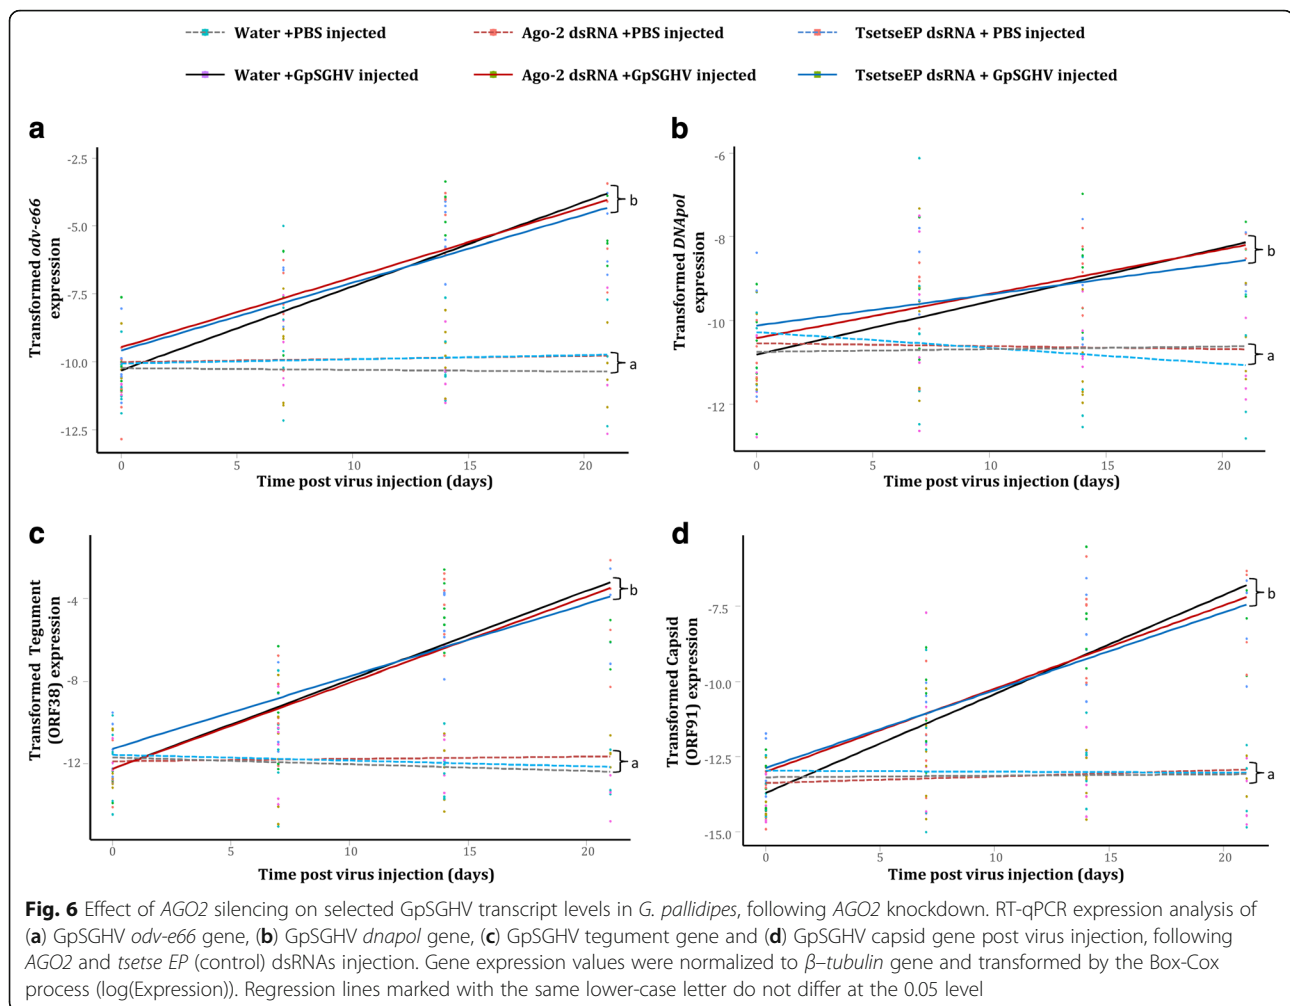 Water +PBS injected
Ago-2 dsRNA +PBS injected
TsetseEP dsRNA + PBS injected
Water +GpSGHV injected
Ago-2 dsRNA +GpSGHV injected
TsetseEP dsRNA + GpSGHV injected
a
Transformed odv-e66
expression
-2.5
-5.0
-7.5
-10.0
-12.5
b
a
0
5
10
15
20
Time post virus injection (days)
b
Transformed DNApol
expression
-6
-8
-10
-12
b
a
0
5
10
15
20
Time post virus injection (days)
c
Transformed Tegument
(ORF38) expression
-4
-8
-12
b
a
0
5
10
15
20
Time post virus injection (days)
d
Transformed Capsid
(ORF91) expression
-7.5
-10.0
-12.5
-15.0
b
a
0
5
10
15
20
Time post virus injection (days)
Fig. 6 Effect of AGO2 silencing on selected GpSGHV transcript levels in G. pallidipes, following AGO2 knockdown. RT-qPCR expression analysis of
(a) GpSGHV odv-e66 gene, (b) GpSGHV dnapol gene, (c) GpSGHV tegument gene and (d) GpSGHV capsid gene post virus injection, following
AGO2 and tsetse EP (control) dsRNAs injection. Gene expression values were normalized to β–tubulin gene and transformed by the Box-Cox
process (log(Expression)). Regression lines marked with the same lower-case letter do not differ at the 0.05 level